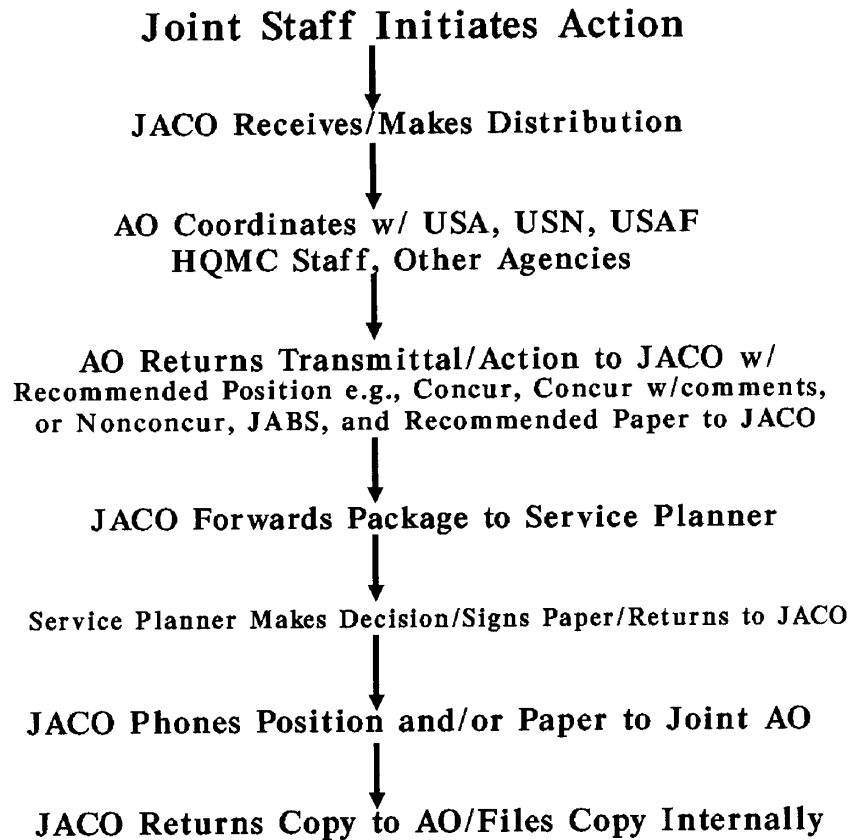 Joint Staff Initiates Action
JACO Receives/Makes Distribution
AO Coordinates w/ USA, USN, USAF
HQMC Staff, Other Agencies
AO Returns Transmittal/Action to JACO w/
Recommended Position e.g., Concur, Concur w/comments,
or Nonconcur, JABS, and Recommended Paper to JACO
JACO Forwards Package to Service Planner
Service Planner Makes Decision/Signs Paper/Returns to JACO
JACO Phones Position and/or Paper to Joint AO
JACO Returns Copy to AO/Files Copy Internally